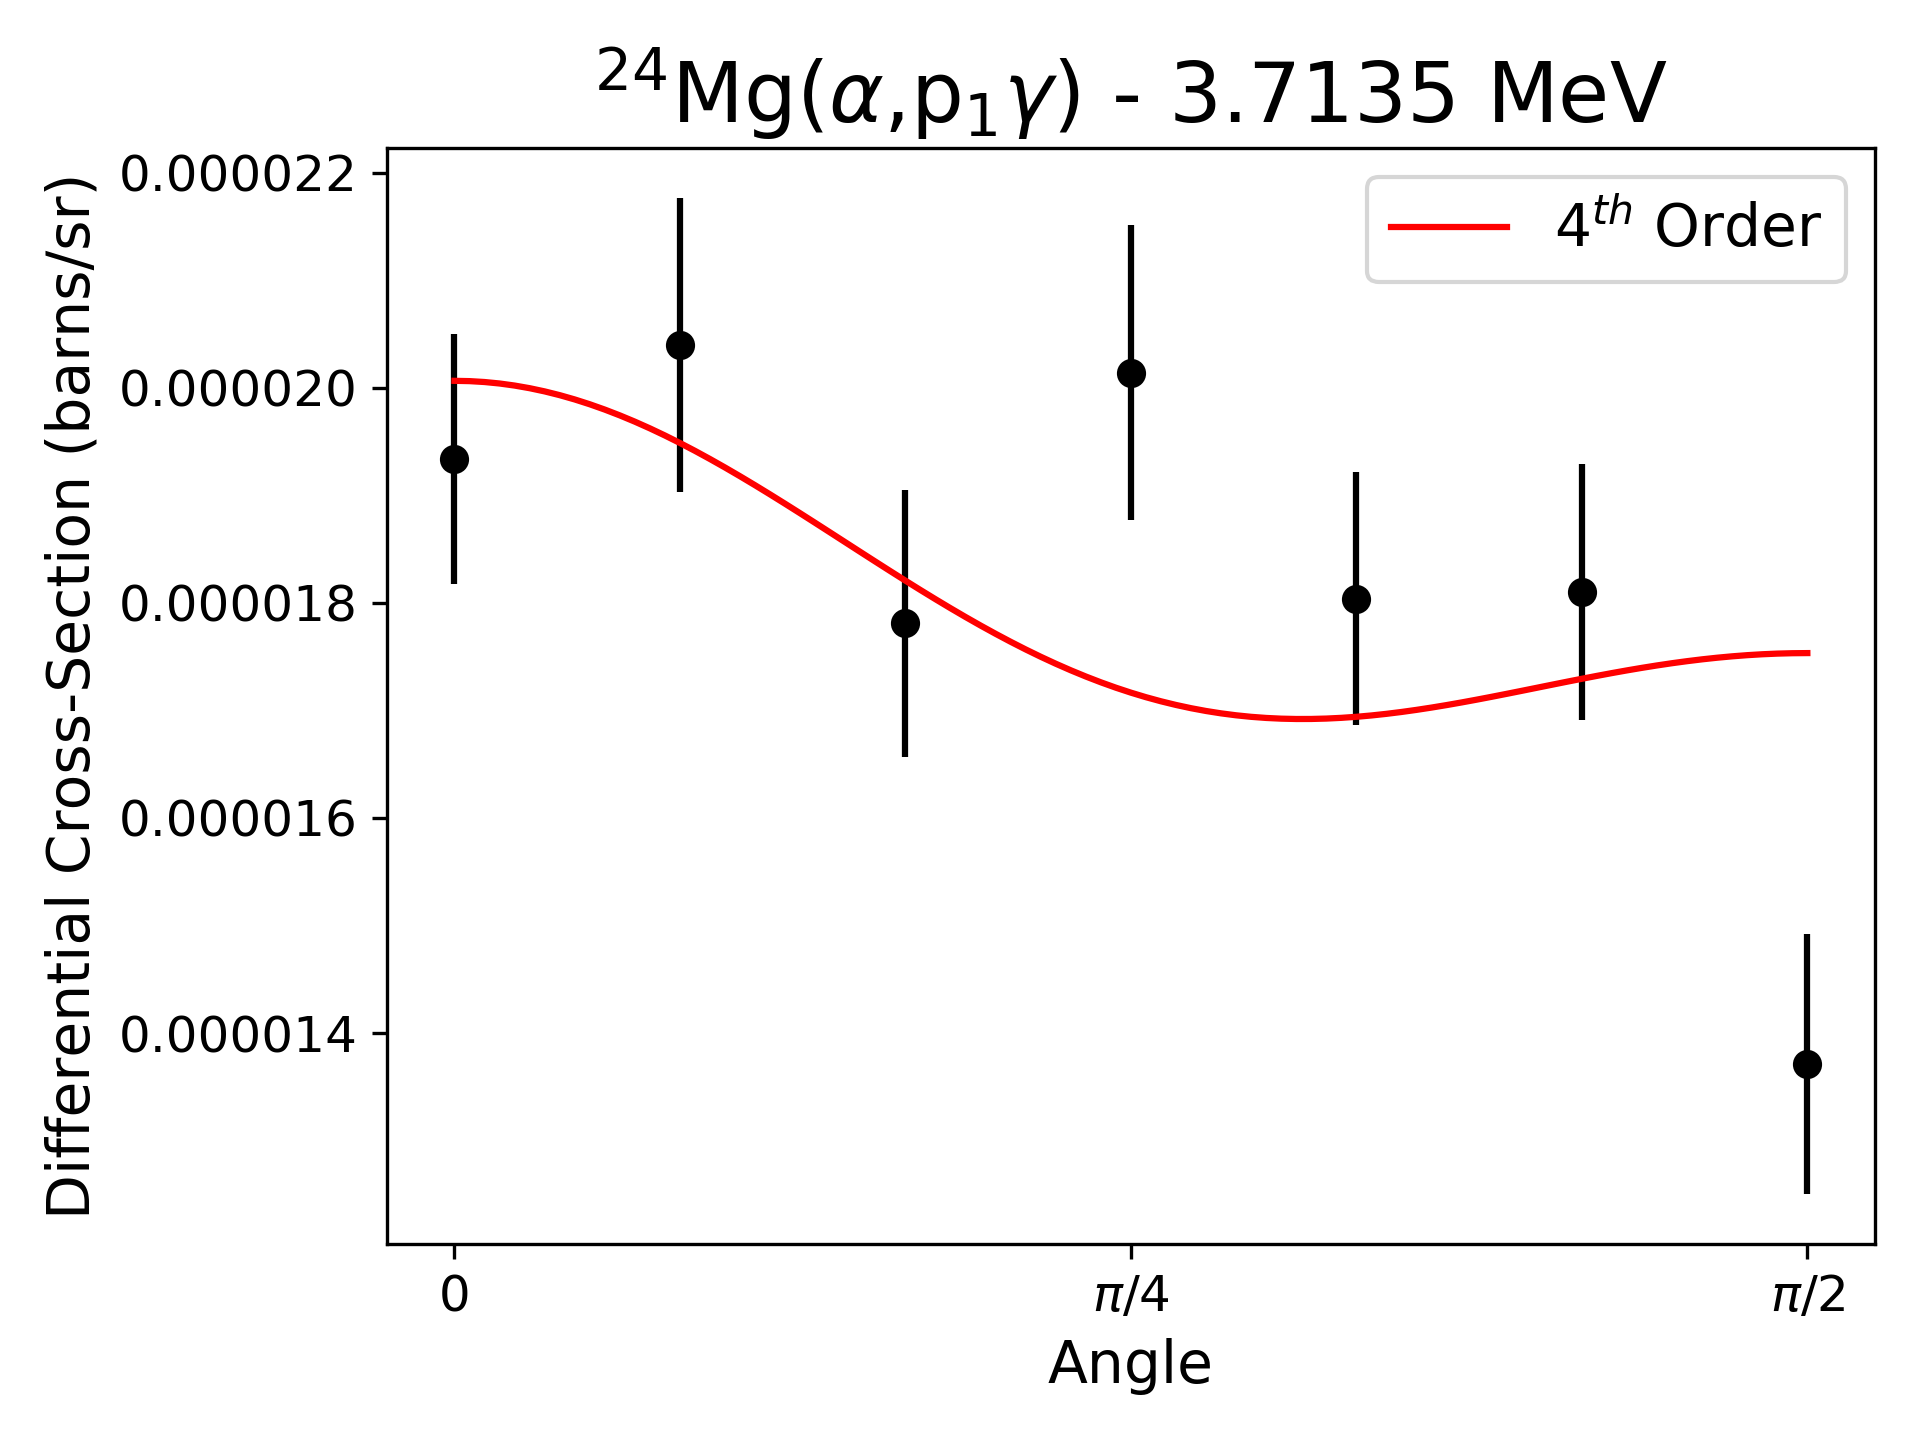 ²⁴Mg(α,p₁γ) - 3.7135 MeV
4ᵗʰ Order
Differential Cross-Section (barns/sr)
0.000022
0.000020
0.000018
0.000016
0.000014
0
π/4
π/2
Angle